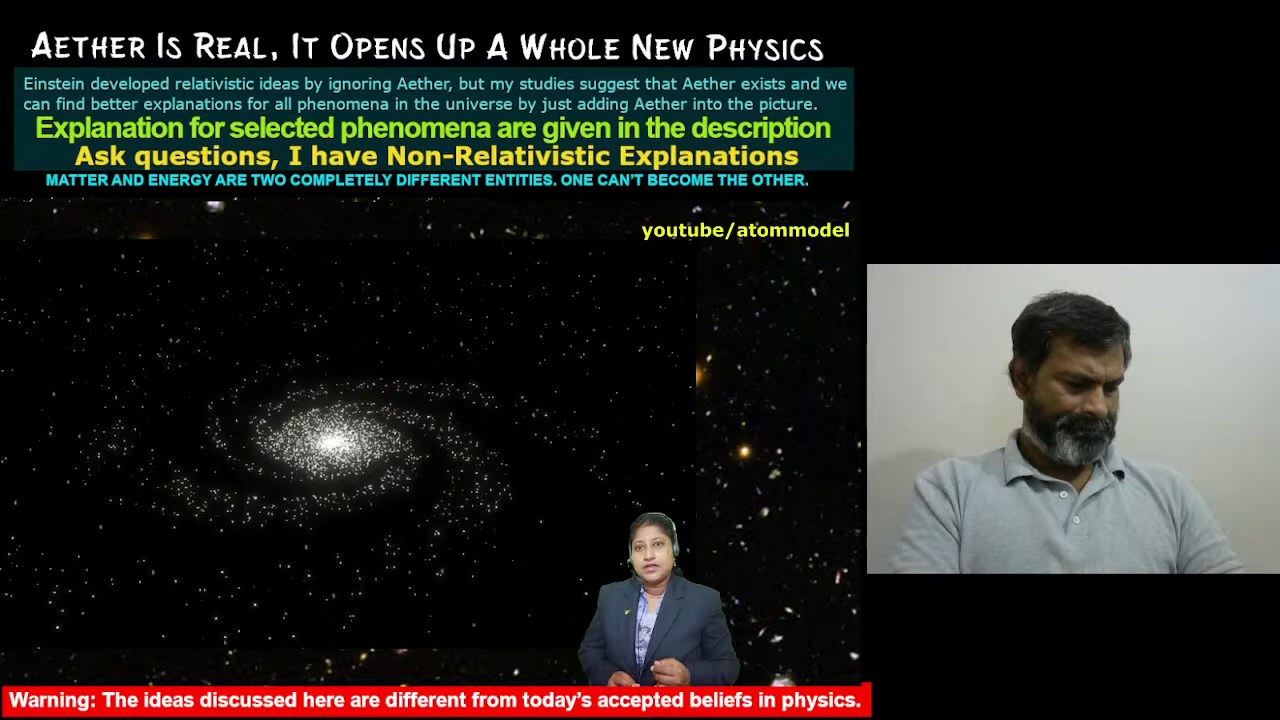 Aether Is Real, It Opens Up A Whole New Physics
Einstein developed relativistic ideas by ignoring Aether, but my studies suggest that Aether exists and we
can find better explanations for all phenomena in the universe by just adding Aether into the picture.
Explanation for selected phenomena are given in the description
Ask questions, I have Non-Relativistic Explanations
MATTER AND ENERGY ARE TWO COMPLETELY DIFFERENT ENTITIES. ONE CAN'T BECOME THE OTHER.
youtube/atommodel
Warning: The ideas discussed here are different from today's accepted beliefs in physics.